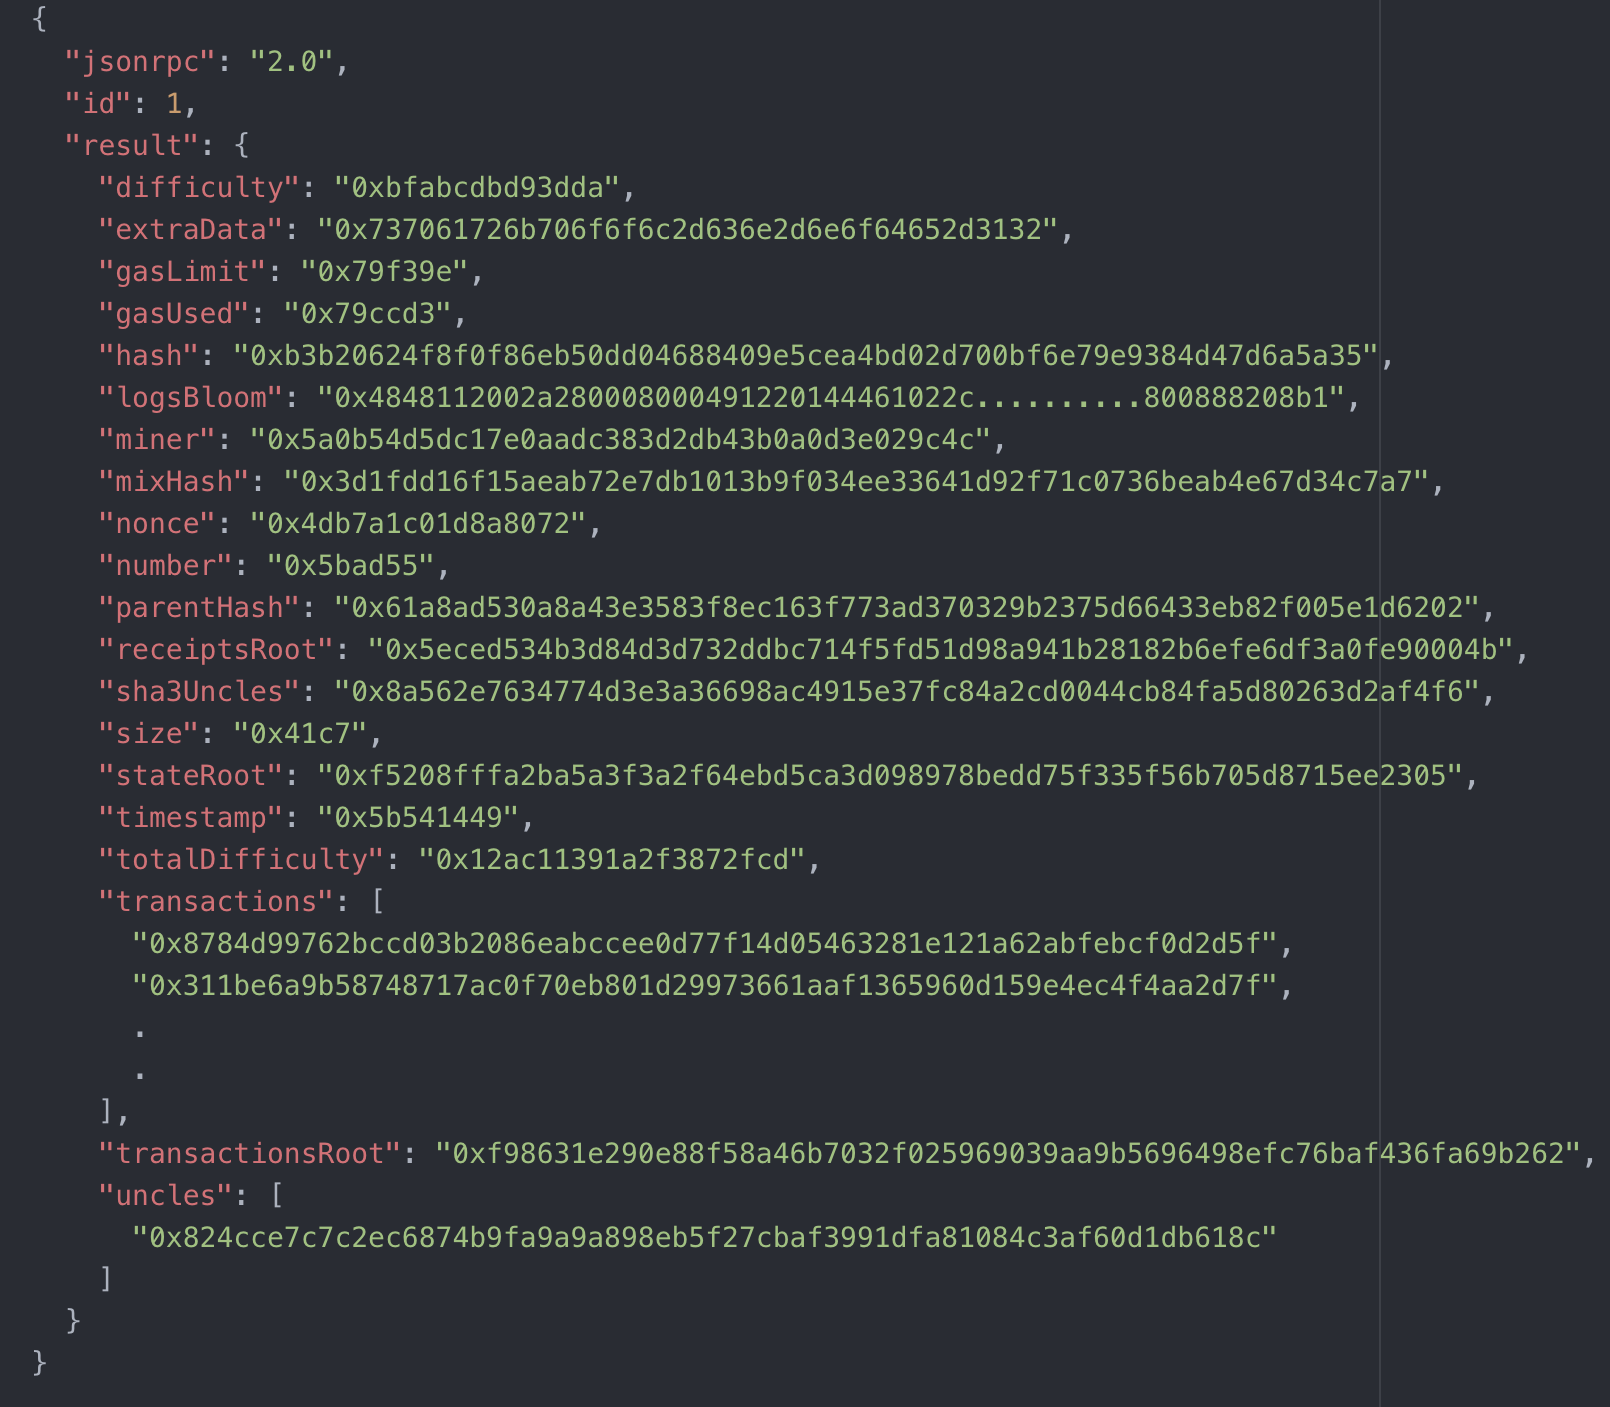 {
"jsonrpc": "2.0",
"id": 1,
"result": {
"difficulty": "0xbfabcdbd93dda",
"extraData": "0x737061726b706f6f6c2d636e2d6e6f64652d3132",
"gasLimit": "0x79f39e",
"gasUsed": "0x79ccd3",
"hash": "0xb3b20624f8f0f86eb50dd04688409e5cea4bd02d700bf6e79e9384d47d6a5a35",
"logsBloom": "0x4848112002a2800080004912201444610​22c..........800888208b1",
"miner": "0x5a0b54d5dc17e0aadc383d2db43b0a0d3e029c4c",
"mixHash": "0x3d1fdd16f15aeab72e7db1013b9f034ee33641d92f71c0736beab4e67d34c7a7",
"nonce": "0x4db7a1c01d8a8072",
"number": "0x5bad55",
"parentHash": "0x61a8ad530a8a43e3583f8ec163f773ad370329b2375d66433eb82f005e1d6202",
"receiptsRoot": "0x5eced534b3d84d3d732ddbc714f5fd51d98a941b28182b6efe6df3a0fe90004b",
"sha3Uncles": "0x8a562e7634774d3e3a36698ac4915e37fc84a2cd0044cb84fa5d80263d2af4f6",
"size": "0x41c7",
"stateRoot": "0xf5208fffa2ba5a3f3a2f64ebd5ca3d098978bedd75f335f56b705d8715ee2305",
"timestamp": "0x5b541449",
"totalDifficulty": "0x12ac11391a2f3872fcd",
"transactions": [
"0x8784d99762bccd03b2086eabccee0d77f14d05463281e121a62abfebcf0d2d5f",
"0x311be6a9b58748717ac0f70eb801d29973661aaf1365960d159e4ec4f4aa2d7f",
.
.
],
"transactionsRoot": "0xf98631e290e88f58a46b7032f025969039aa9b5696498efc76baf436fa69b262",
"uncles": [
"0x824cce7c7c2ec6874b9fa9a9a898eb5f27cbaf3991dfa81084c3af60d1db618c"
]
}
}